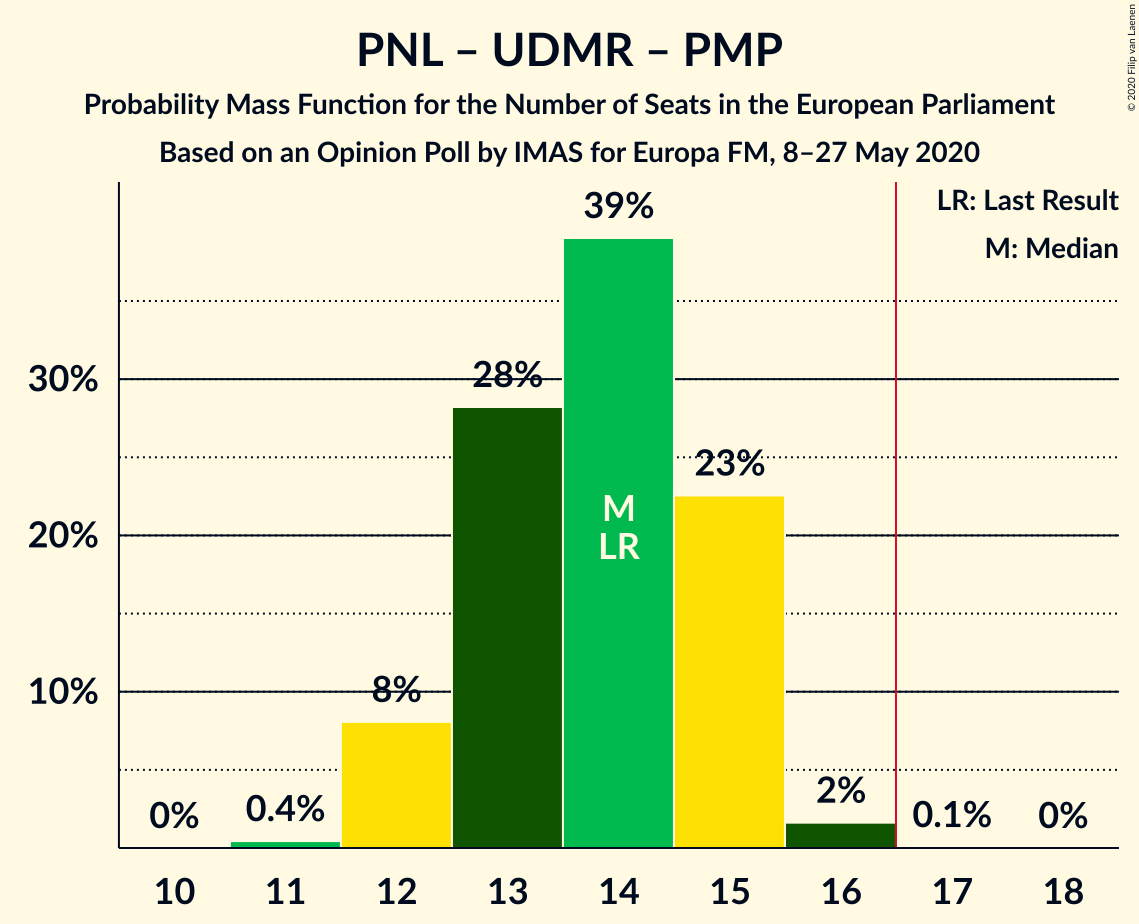 PNL – UDMR – PMP
Probability Mass Function for the Number of Seats in the European Parliament
Based on an Opinion Poll by IMAS for Europa FM, 8–27 May 2020
© 2020 Filip van Laenen
LR: Last Result
M: Median
39%
30%
28%
23%
M
LR
20%
10%
8%
0%
0.4%
2%
0.1%
0%
10 11 12 13 14 15 16 17 18